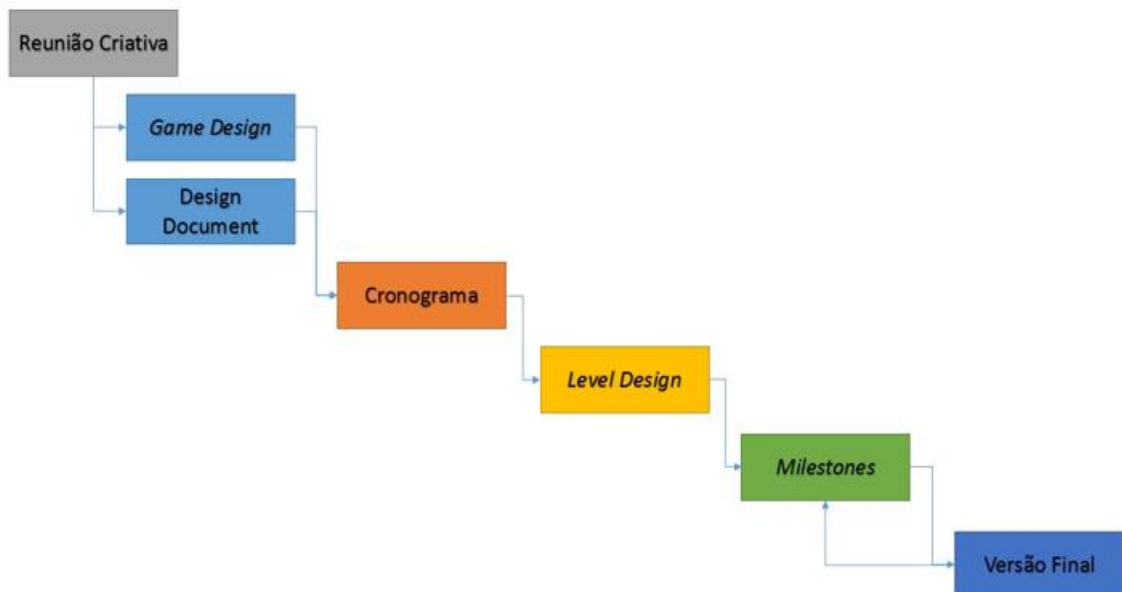 Reunião Criativa
Game Design
Design
Document
Cronograma
Level Design
Milestones
Versão Final